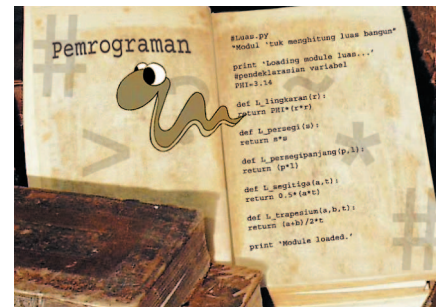 Pemrograman
#Luas.py
"Modul 'tuk menghitung luas bangun"
print 'Loading module luas...'
#pendeklarasian variabel
PHI=3.14
def L_lingkaran(r):
return PHI*(r*r)
def L_persegi(s):
return s*s
def L_persegipanjang(p,l):
return (p*l)
def L_segitiga(a,t):
return 0.5*(a*t)
def L_trapesium(a,b,t):
return (a+b)/2*t
print 'Module loaded.'